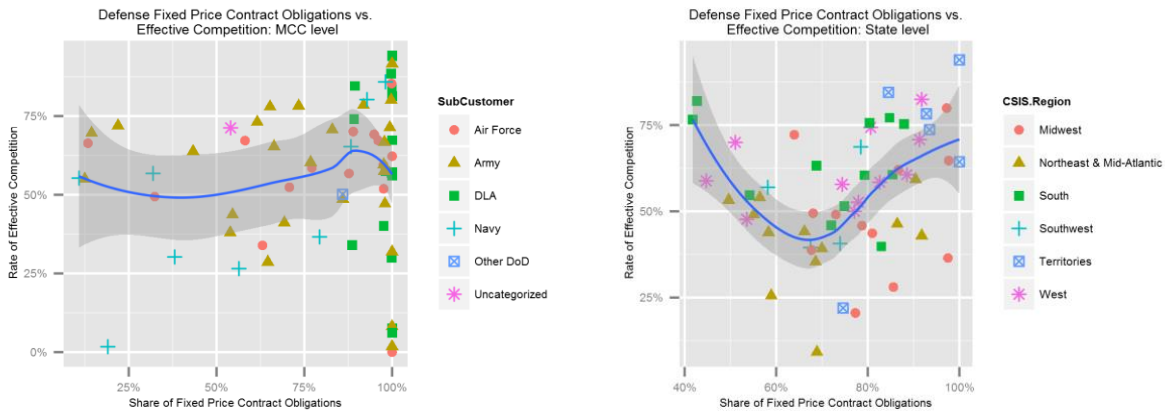 Defense Fixed Price Contract Obligations vs.
Effective Competition: MCC level
Rate of Effective Competition
75%
50%
25%
0%
25%
50%
75%
100%
Share of Fixed Price Contract Obligations
SubCustomer
Air Force
Army
DLA
Navy
Other DoD
Uncategorized
Defense Fixed Price Contract Obligations vs.
Effective Competition: State level
Rate of Effective Competition
75%
50%
25%
40%
60%
80%
100%
Share of Fixed Price Contract Obligations
CSIS.Region
Midwest
Northeast & Mid-Atlantic
South
Southwest
Territories
West